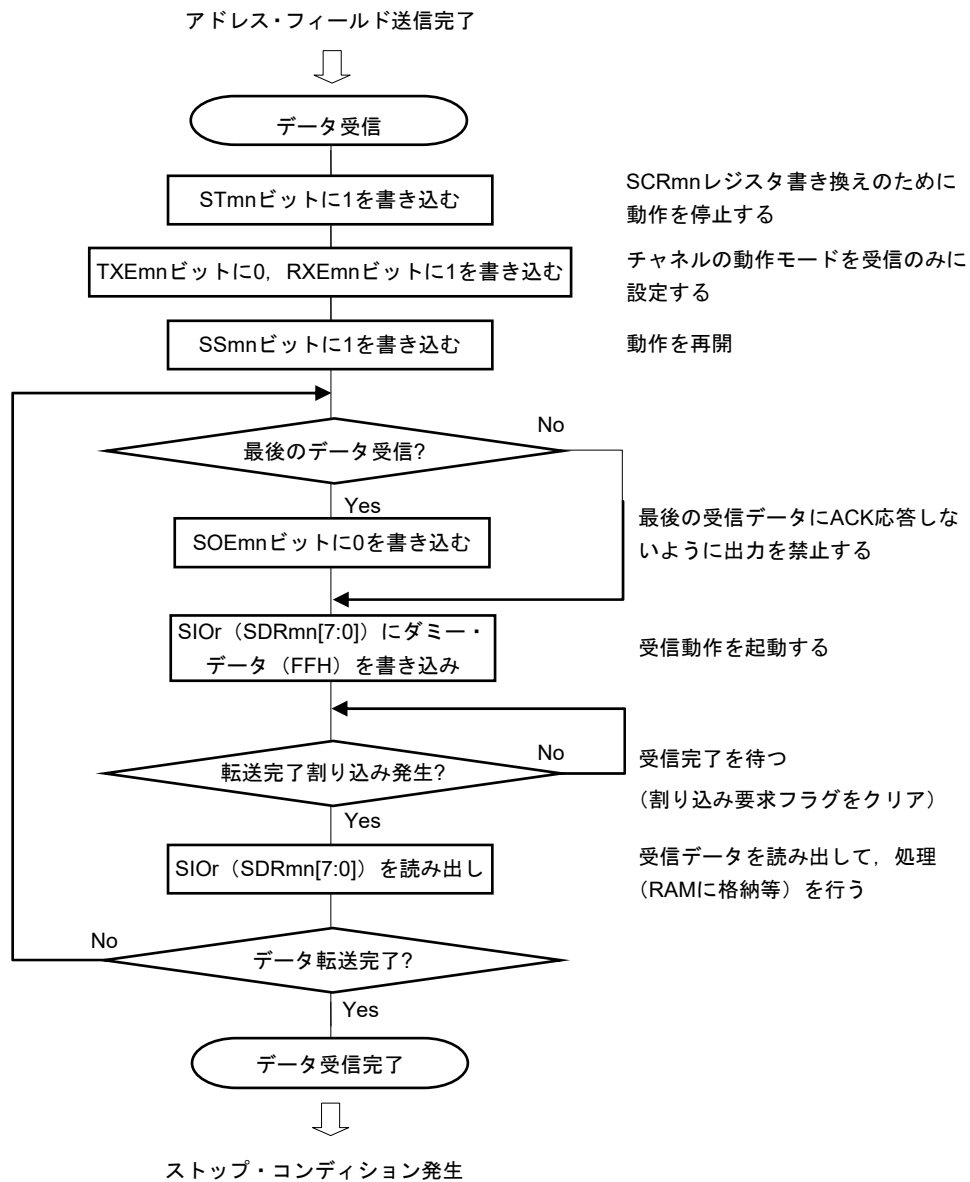 アドレス・フィールド送信完了
データ受信
STmnビットに1を書き込む
SCRmnレジスタ書き換えのために
動作を停止する
TXEmnビットに0，RXEmnビットに1を書き込む
チャネルの動作モードを受信のみに
設定する
SSmnビットに1を書き込む
動作を再開
最後のデータ受信?
No
Yes
SOEmnビットに0を書き込む
最後の受信データにACK応答しな
いように出力を禁止する
SIOr（SDRmn[7:0]）にダミー・
データ（FFH）を書き込み
受信動作を起動する
転送完了割り込み発生?
No
受信完了を待つ
（割り込み要求フラグをクリア）
Yes
SIOr（SDRmn[7:0]）を読み出し
受信データを読み出して，処理
（RAMに格納等）を行う
No
データ転送完了?
Yes
データ受信完了
ストップ・コンディション発生